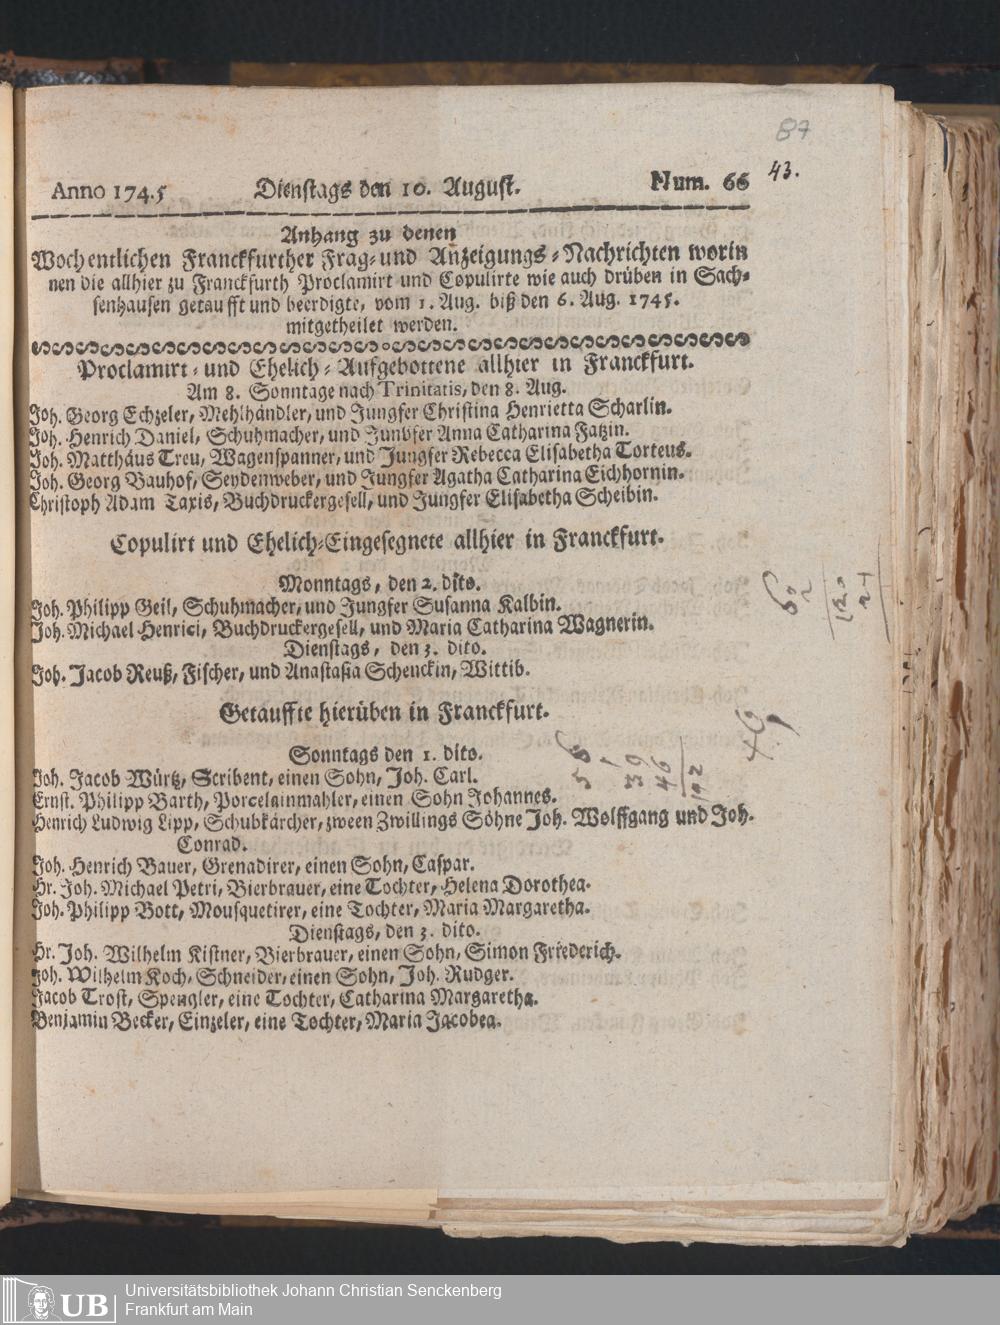 87
43.
Anno 1745 Dienstags den 10. August. Num. 66
Anhang zu denen
Wochentlichen Franckfurther Frag- und Anzeigungs-Nachrichten worin
nen die allhier zu Franckfurth Proclamirt und Copulirte wie auch drüben in Sach-
senhausen getaufft und beerdigte, vom 1. Aug. biß den 6. Aug. 1745.
mitgetheilet werden.
Proclamirt- und Ehelich-Aufgebottene allhier in Franckfurt.
Am 8. Sonntage nach Trinitatis, den 8. Aug.
Joh. Georg Echzeler, Mehlhändler, und Jungfer Christina Henrietta Scharlin.
Joh. Henrich Daniel, Schuhmacher, und Jungfer Anna Catharina Fatzin.
Joh. Matthäus Treu, Wagenspanner, und Jungfer Rebecca Elisabetha Torteus.
Joh. Georg Bauhof, Seydenweber, und Jungfer Agatha Catharina Eichhornin.
Christoph Adam Taxis, Buchdruckergesell, und Jungfer Elisabetha Scheibin.
Copulirt und Ehelich-Eingesegnete allhier in Franckfurt.
Monntags, den 2. dito.
Joh. Philipp Geil, Schuhmacher, und Jungfer Susanna Kalbin.
Joh. Michael Henrici, Buchdruckergesell, und Maria Catharina Wagnerin.
Dienstags, den 3. dito.
Joh. Jacob Reuß, Fischer, und Anastasia Schenckin, Wittib.
Getauffte hierüben in Franckfurt.
Sonntags den 1. dito.
Joh. Jacob Würtz, Scribent, einen Sohn, Joh. Carl.
Ernst. Philipp Barth, Porcelainmahler, einen Sohn Johannes.
Henrich Ludwig Lipp, Schubkärcher, zween Zwillings Söhne Joh. Wolffgang und Joh.
Conrad.
Joh. Henrich Bauer, Grenadirer, einen Sohn, Caspar.
Hr. Joh. Michael Petri, Bierbrauer, eine Tochter, Helena Dorothea.
Joh. Philipp Bott, Mousquetirer, eine Tochter, Maria Margaretha.
Dienstags, den 3. dito.
Hr. Joh. Wilhelm Kistner, Bierbrauer, einen Sohn, Simon Friederich.
Joh. Wilhelm Koch, Schneider, einen Sohn, Joh. Rudger.
Jacob Trost, Spengler, eine Tochter, Catharina Margaretha.
Benjamin Becker, Einzeler, eine Tochter, Maria Jacobea.
UB
Universitätsbibliothek Johann Christian Senckenberg
Frankfurt am Main